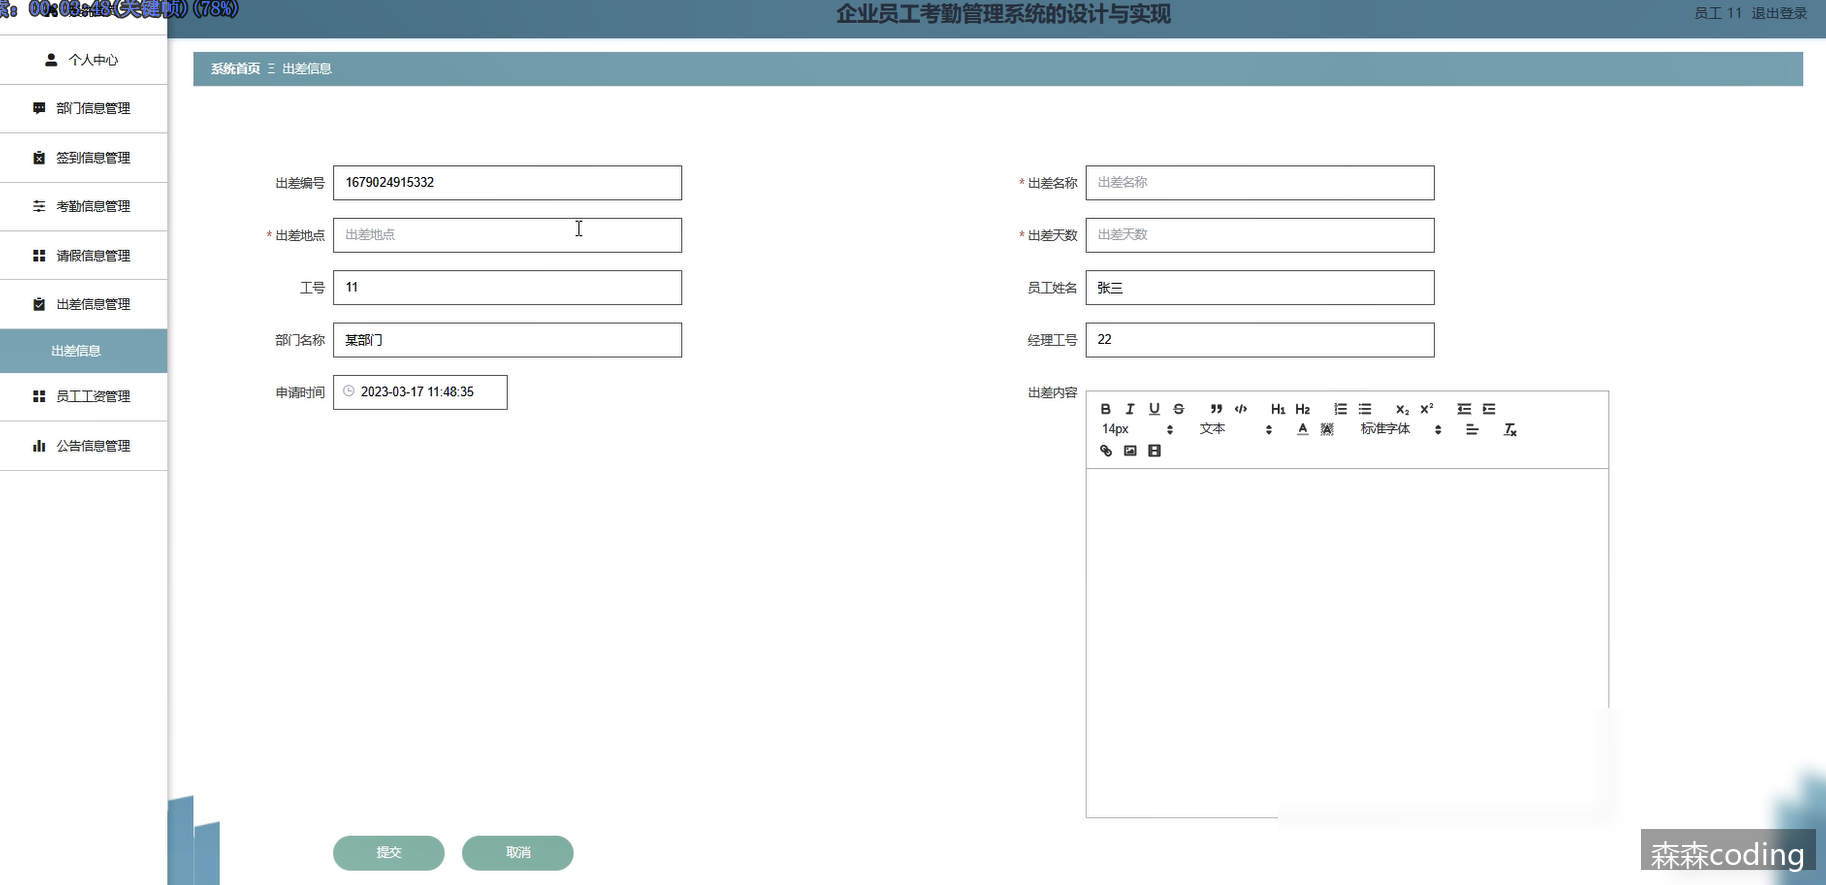 00:03:48(关键帧)(78%)
企业员工考勤管理系统的设计与实现
员工 11 退出登录
个人中心
部门信息管理
签到信息管理
考勤信息管理
请假信息管理
出差信息管理
出差信息
员工工资管理
公告信息管理
系统首页 Ξ 出差信息
出差编号 1679024915332
* 出差名称 出差名称
* 出差地点 出差地点
* 出差天数 出差天数
工号 11
员工姓名 张三
部门名称 某部门
经理工号 22
申请时间 2023-03-17 11:48:35
出差内容
B I U S ” </> H1 H2 X2 X²
14px 文本 A 标准字体
提交 取消
森森coding